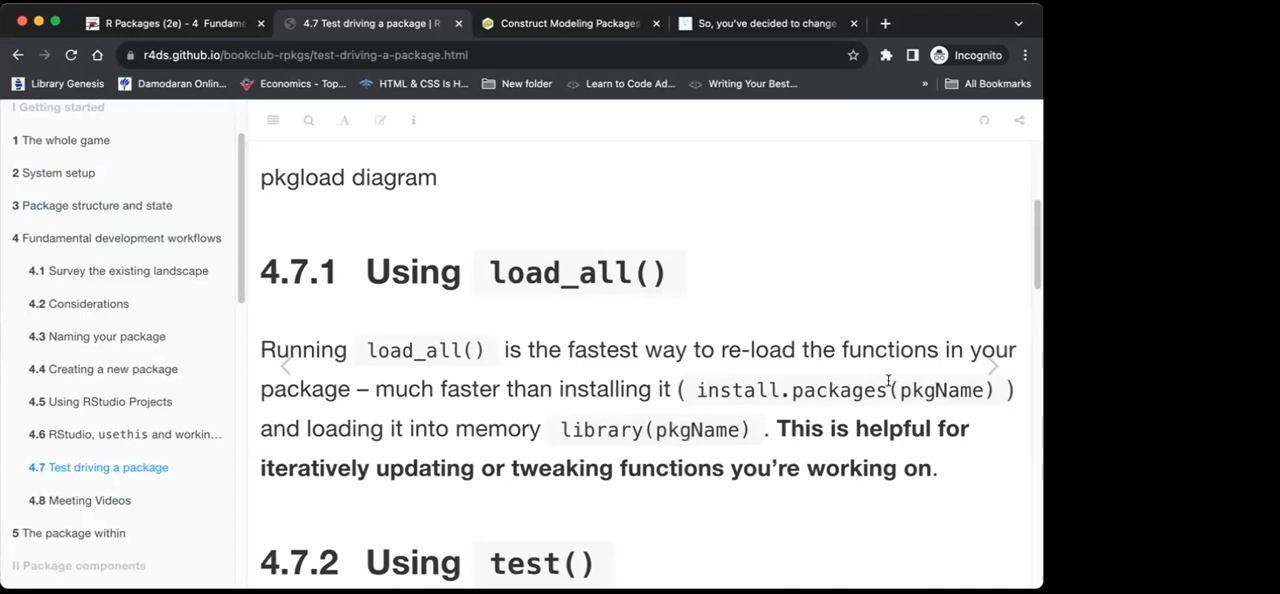 R Packages (2e) - 4 Fundame
4.7 Test driving a package | R
Construct Modeling Packages
So, you've decided to change
r4ds.github.io/bookclub-rpkgs/test-driving-a-package.html
Incognito
Library Genesis
Damodaran Onlin...
Economics - Top...
HTML & CSS Is H...
New folder
Learn to Code Ad...
Writing Your Best...
»
All Bookmarks
I Getting started
1 The whole game
2 System setup
3 Package structure and state
4 Fundamental development workflows
4.1 Survey the existing landscape
4.2 Considerations
4.3 Naming your package
4.4 Creating a new package
4.5 Using RStudio Projects
4.6 RStudio, usethis and workin...
4.7 Test driving a package
4.8 Meeting Videos
5 The package within
II Package components
pkgload diagram
4.7.1 Using load_all()
Running load_all() is the fastest way to re-load the functions in your
package – much faster than installing it ( install.packages(pkgName) )
and loading it into memory library(pkgName) . This is helpful for
iteratively updating or tweaking functions you're working on.
4.7.2 Using test()